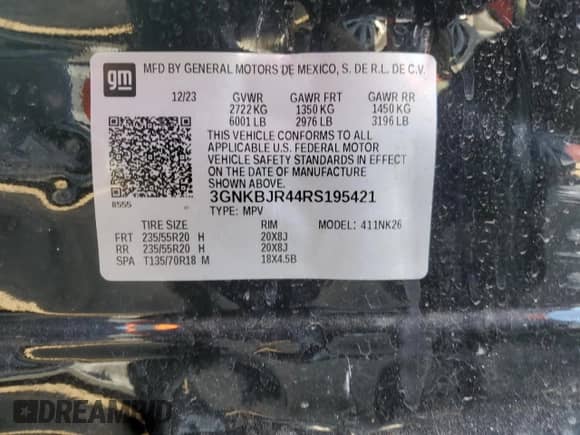 gm MFD BY GENERAL MOTORS DE MEXICO, S. DE R.L. DE C.V.
12/23 GVWR GAWR FRT GAWR RR
2722 KG 1350 KG 1450 KG
6001 LB 2976 LB 3196 LB
THIS VEHICLE CONFORMS TO ALL
APPLICABLE U.S. FEDERAL MOTOR
VEHICLE SAFETY STANDARDS IN EFFECT
ON THE DATE OF MANUFACTURE
SHOWN ABOVE.
3GNKBJR44RS195421
8555
TYPE: MPV MODEL: 411NK26
TIRE SIZE RIM
FRT 235/55R20 H 20X8J
RR 235/55R20 H 20X8J
SPA T135/70R18 M 18X4.5B
DREAMBID